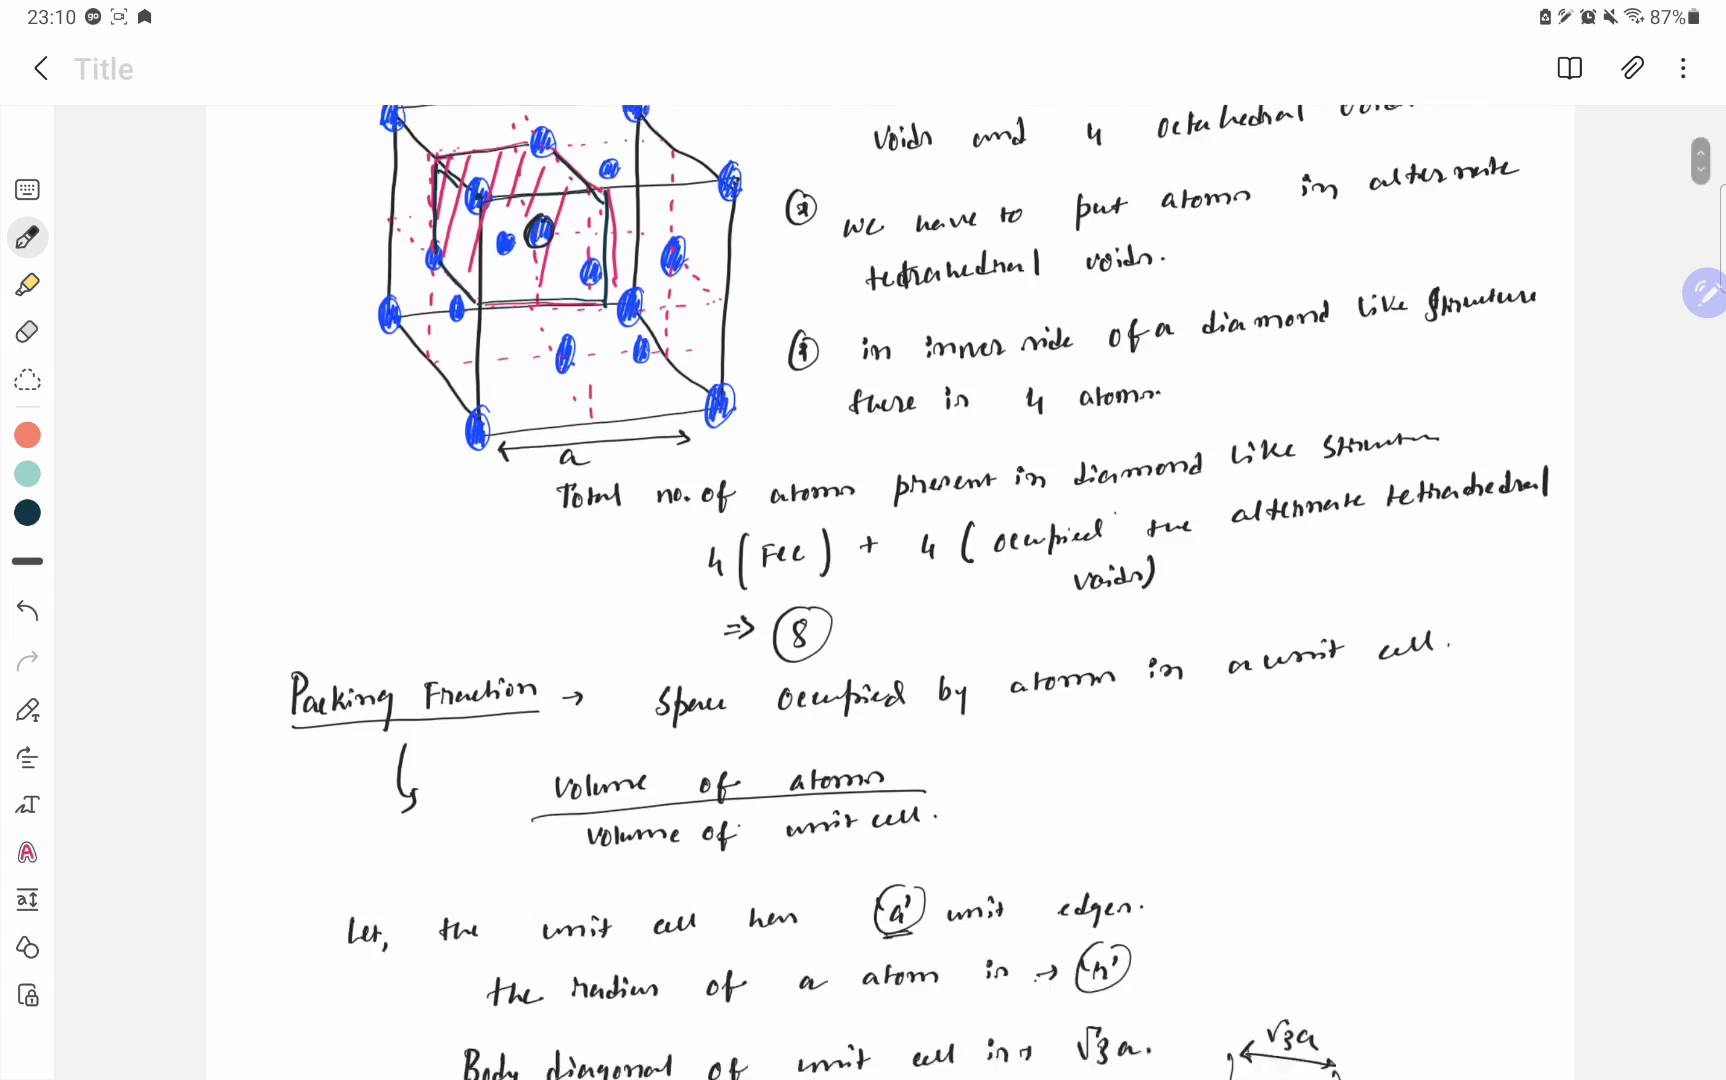 23:10
87%
Title
voids and 4 octahedral
we have to put atoms in alternate
tetrahedral voids.
in inner side of a diamond like structure
there is 4 atoms.
a
Total no. of atoms present in diamond like structure
4 (FCC) + 4 (occupied the alternate tetrahedral
voids)
⇒ 8
Packing Fraction → space occupied by atoms in a unit cell.
volume of atoms
volume of unit cell.
Let, the unit cell has 'a' unit edges.
the radius of a atom is → 'r'
√3a
Body diagonal of unit cell is → √3 a.